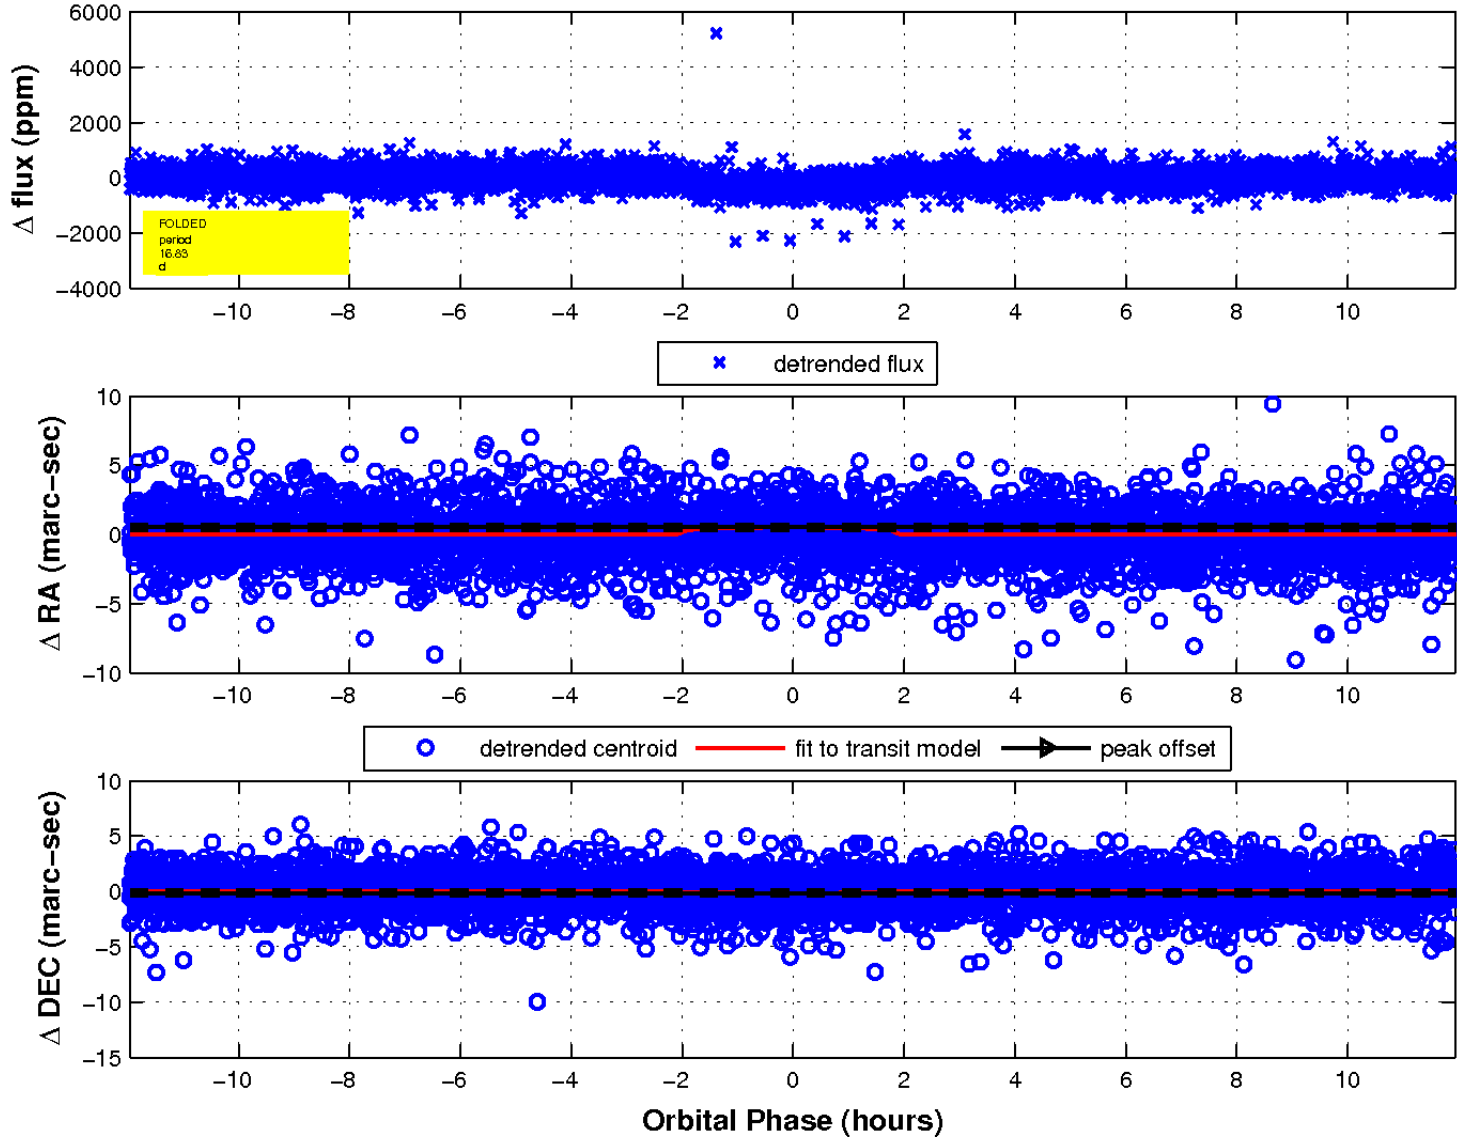 6000
4000
2000
0
−2000
−4000
Δ flux (ppm)
FOLDED
period
16.83
d
−10 −8 −6 −4 −2 0 2 4 6 8 10
detrended flux
10
5
0
−5
−10
Δ RA (marc−sec)
−10 −8 −6 −4 −2 0 2 4 6 8 10
detrended centroid fit to transit model peak offset
10
5
0
−5
−10
−15
Δ DEC (marc−sec)
−10 −8 −6 −4 −2 0 2 4 6 8 10
Orbital Phase (hours)